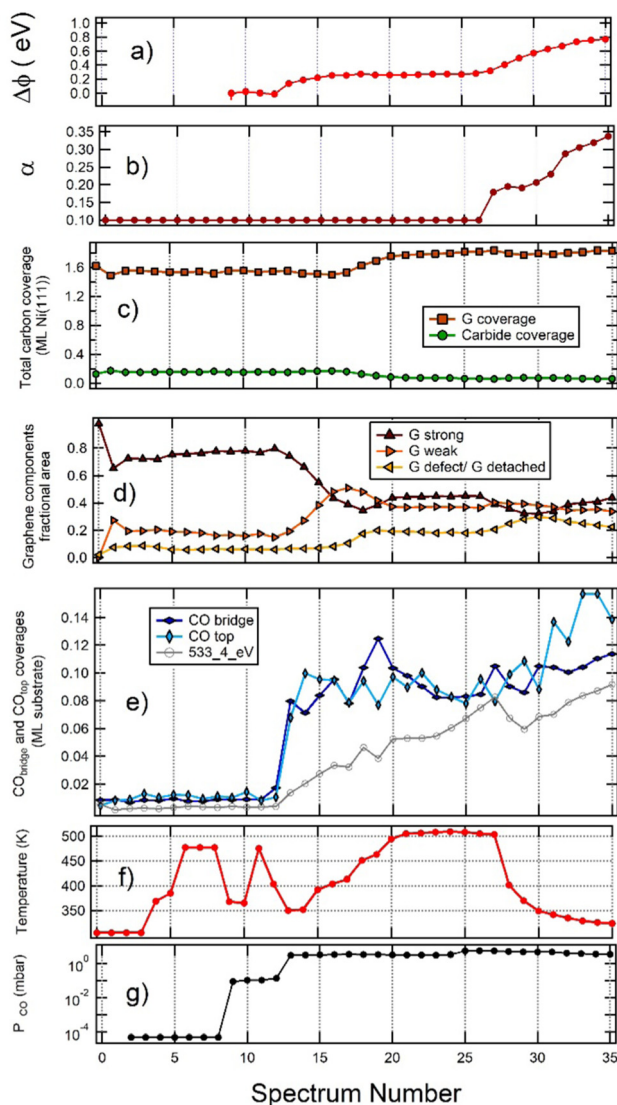 Δϕ ( eV)
1.0
0.8
0.6
0.4
0.2
0.0
a)
α
0.35
0.30
0.25
0.20
0.15
0.10
b)
Total carbon coverage
(ML Ni(111))
1.6
1.2
0.8
0.4
0.0
c)
G coverage
Carbide coverage
Graphene components
fractional area
0.8
0.6
0.4
0.2
0.0
d)
G strong
G weak
G defect/ G detached
CObridge and COtop coverages
(ML substrate)
0.14
0.12
0.10
0.08
0.06
0.04
0.02
CO bridge
CO top
533_4_eV
e)
Temperature (K)
500
450
400
350
f)
P CO (mbar)
10^0
10^-2
10^-4
g)
0 5 10 15 20 25 30 35
Spectrum Number